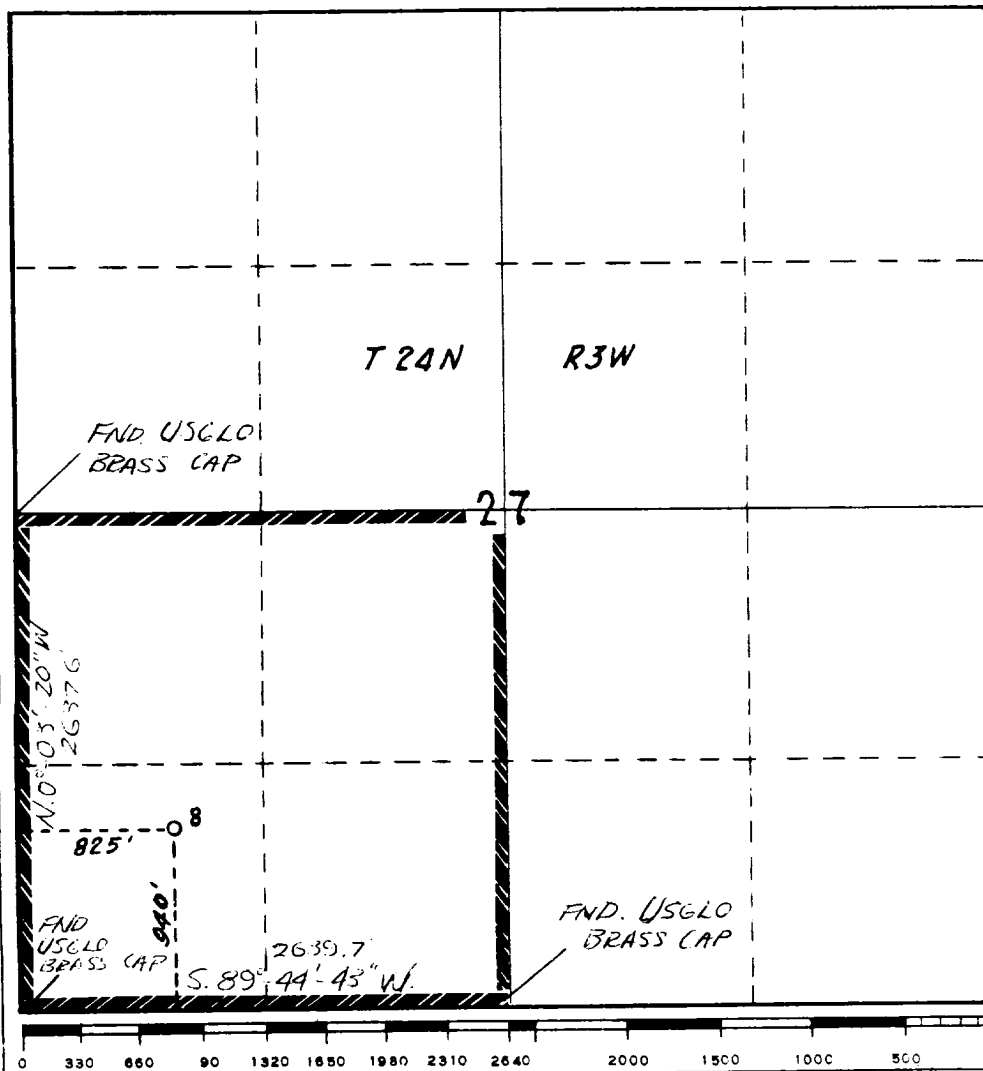 T 24N R3W
FND. USGLO
BRASS CAP
27
N.0°-03'-20"W
2637.6'
8
825'
940'
FND
USGLO
BRASS CAP
FND. USGLO
BRASS CAP
2639.7'
S. 89°-44'-43" W.
0 330 660 90 1320 1650 1980 2310 2640 2000 1500 1000 500